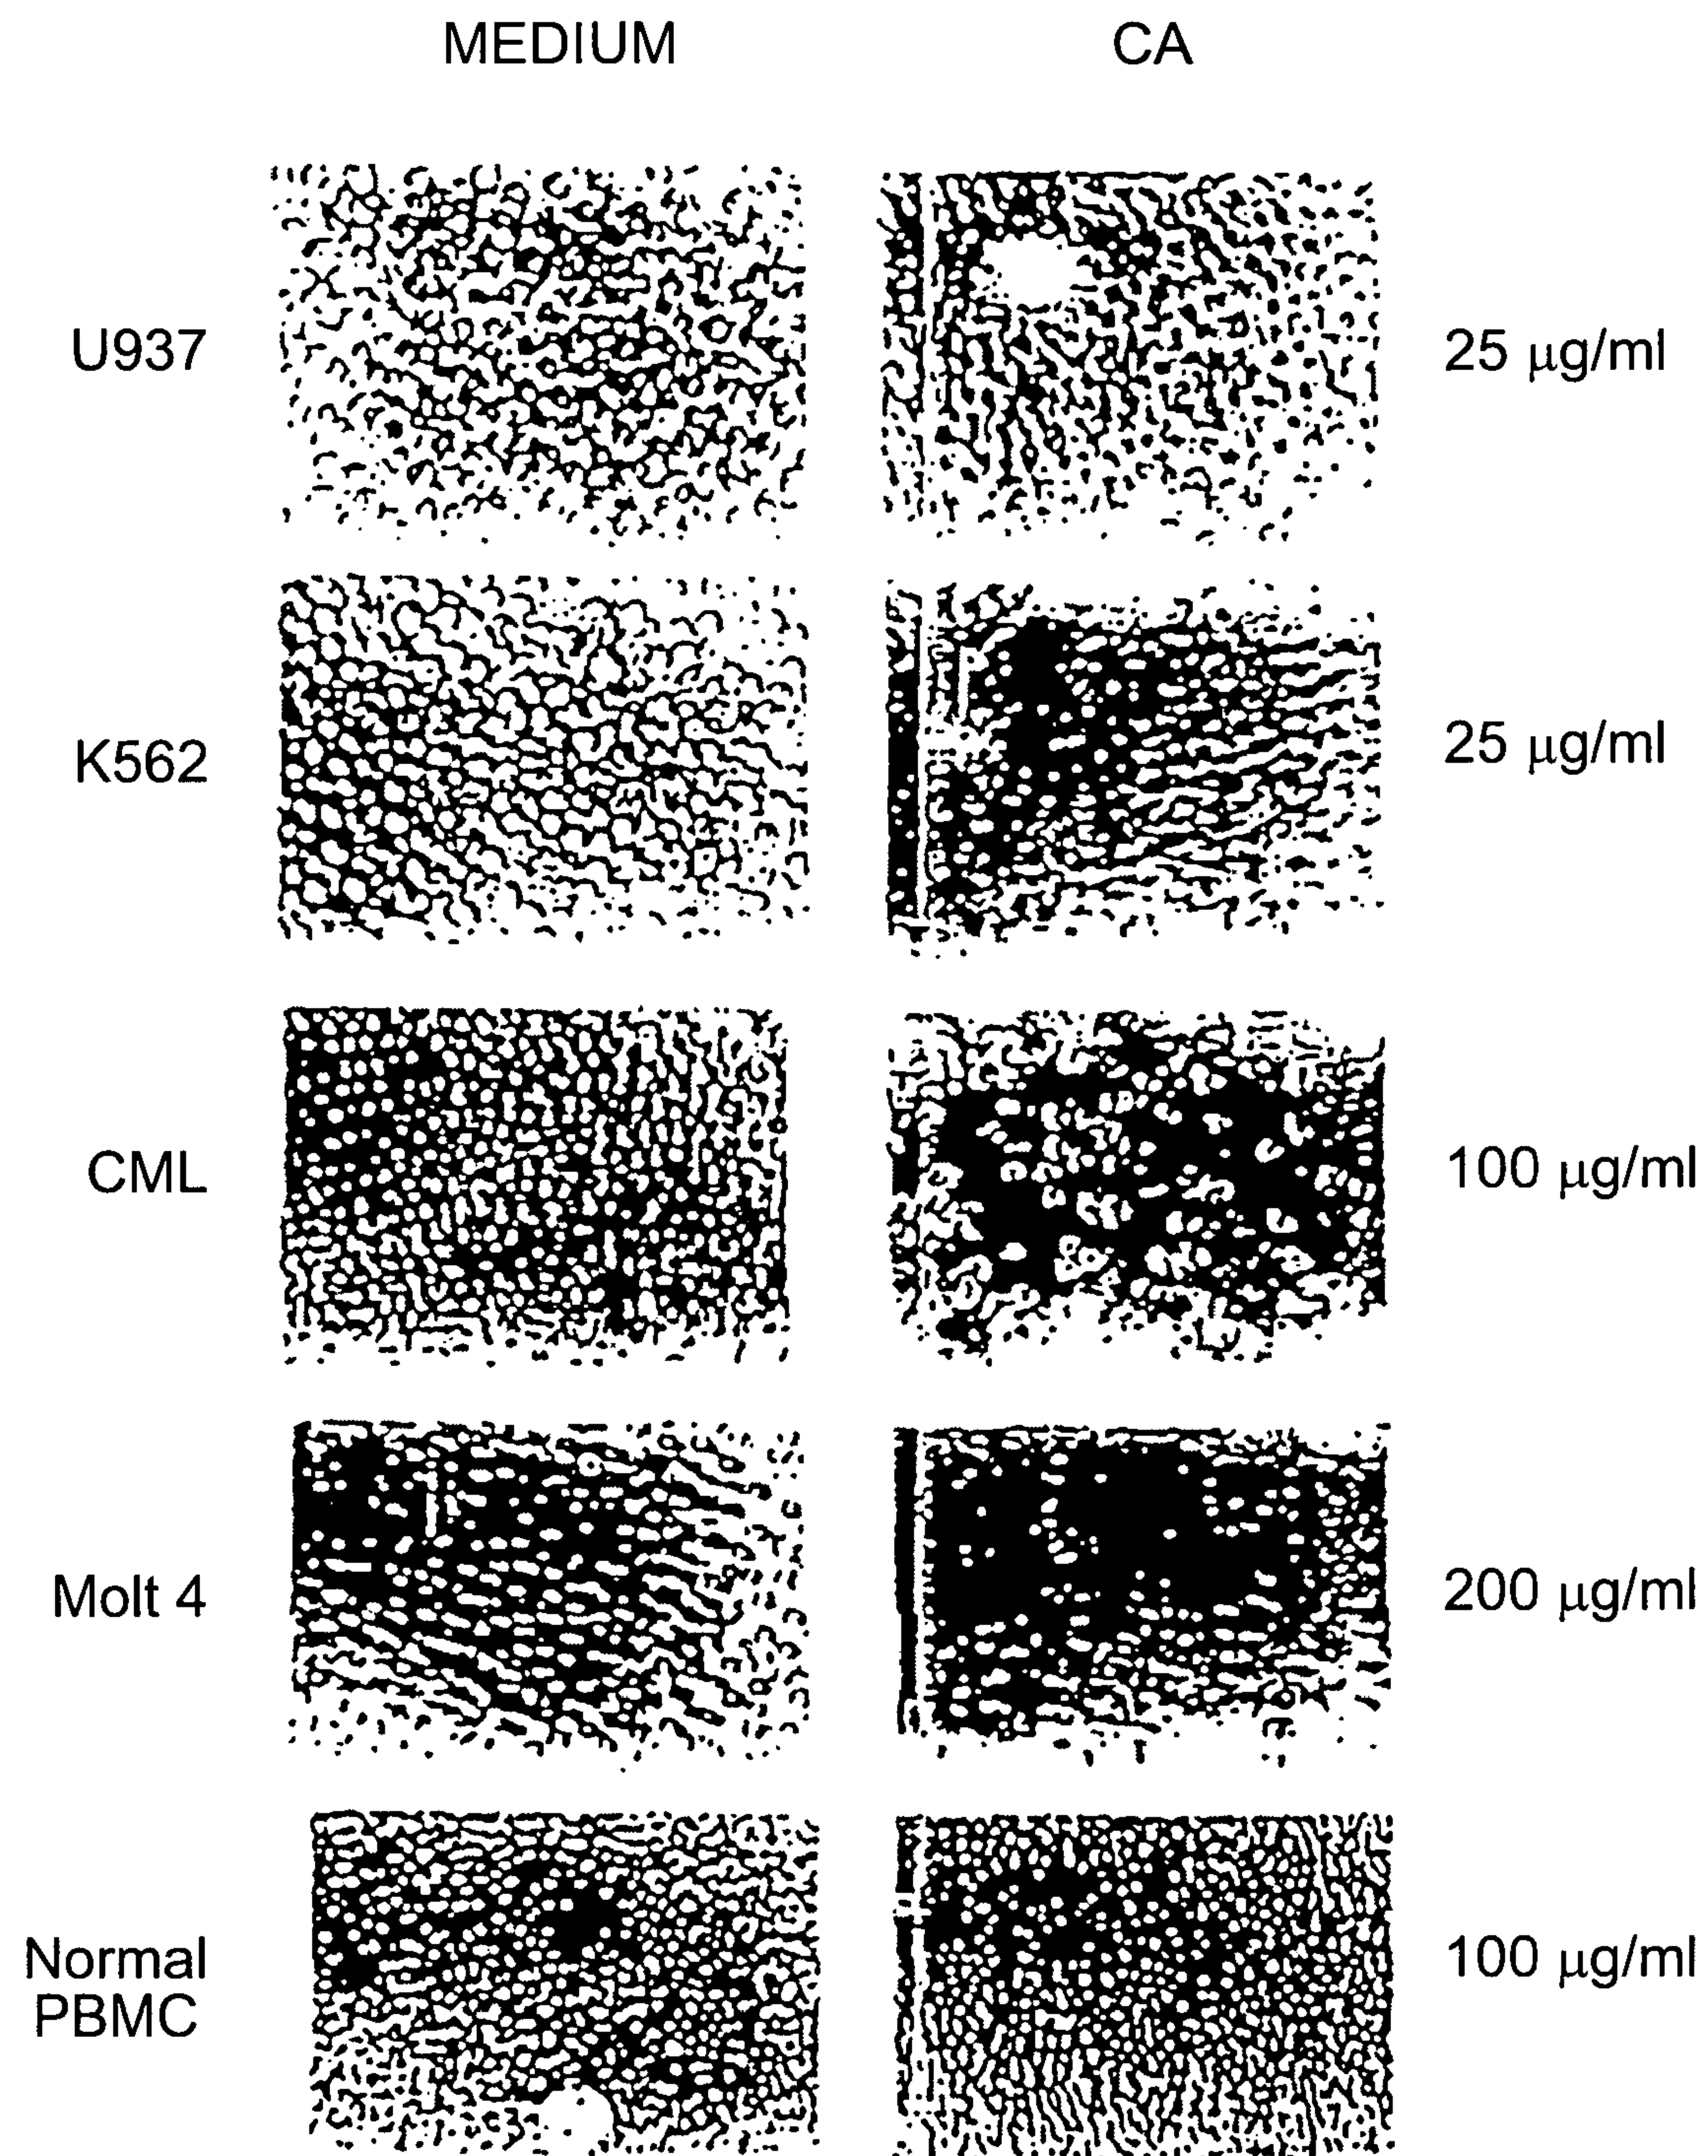 MEDIUM CA
U937 25 μg/ml
K562 25 μg/ml
CML 100 μg/ml
Molt 4 200 μg/ml
Normal
PBMC 100 μg/ml